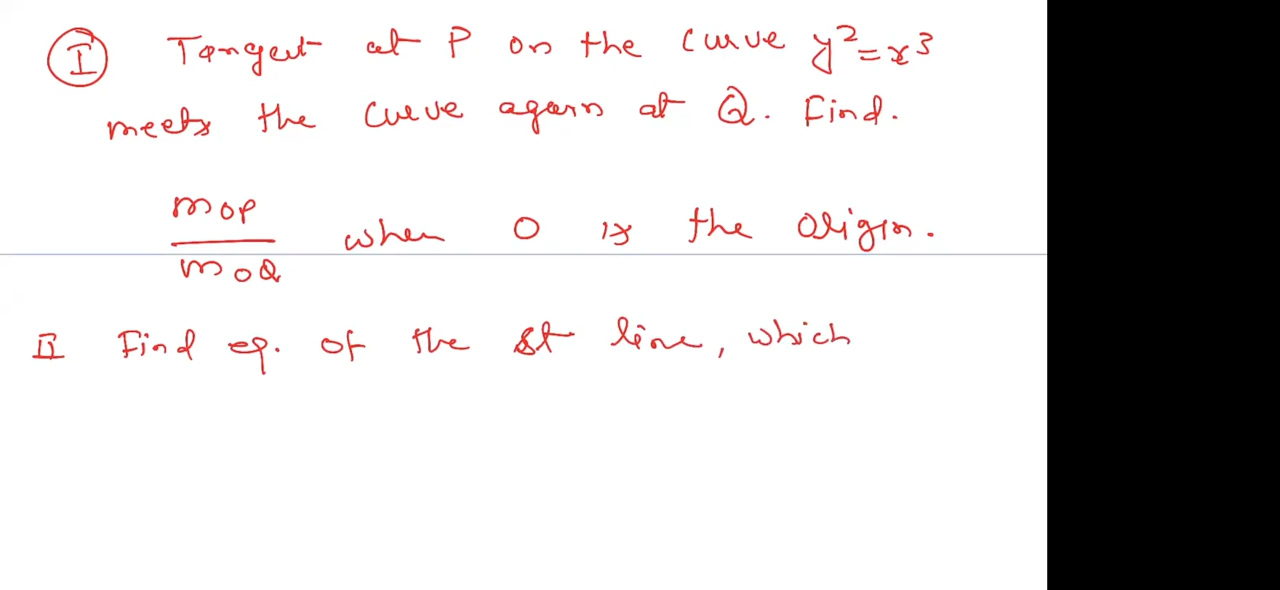 I Tangent at P on the curve y²=x³
meets the curve again at Q. Find.
mOP
mOQ
when O is the origin.
II Find eq. of the st line, which